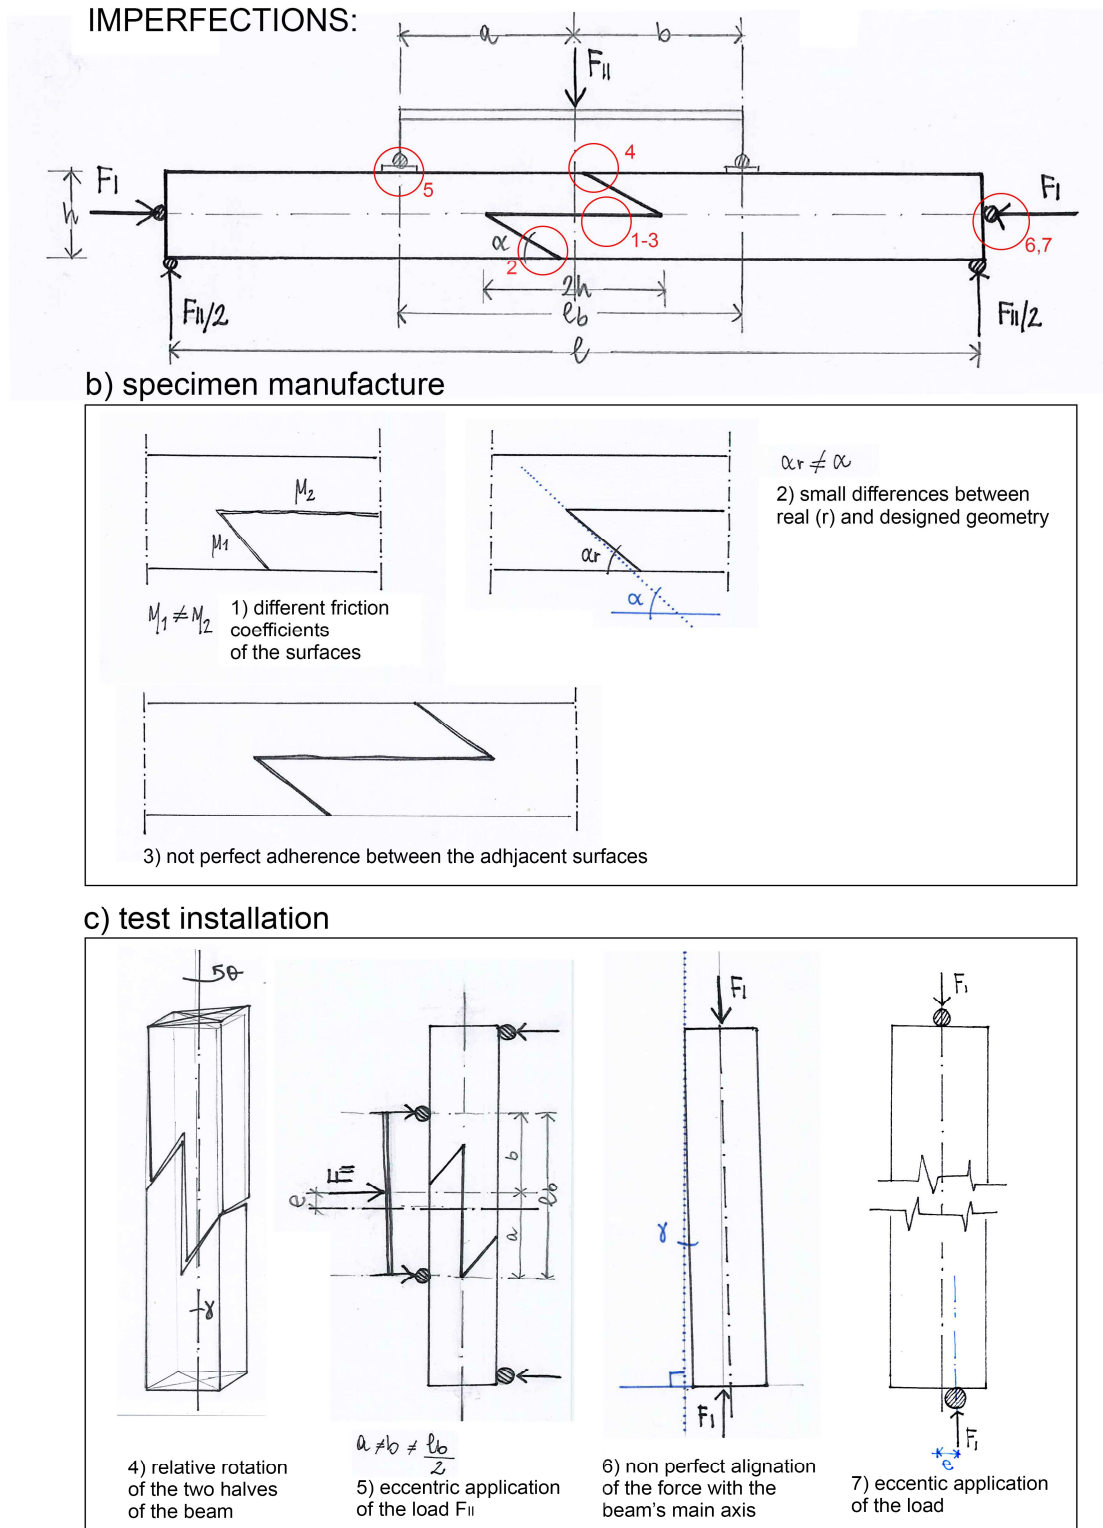 IMPERFECTIONS:
a
b
F||
4
5
F|
h
F|
α
2
1-3
6,7
2h
F||/2
ℓb
F||/2
ℓ
b) specimen manufacture
μ2
μ1
μ1 ≠ μ2
1) different friction
coefficients
of the surfaces
αr
α
αr ≠ α
2) small differences between
real (r) and designed geometry
3) not perfect adherence between the adhjacent surfaces
c) test installation
γ
4) relative rotation
of the two halves
of the beam
F||
e
b
a
ℓb
a ≠ b ≠ ℓb/2
5) eccentric application
of the load F||
F|
γ
F|
6) non perfect alignation
of the force with the
beam's main axis
F|
F|
e
7) eccentic application
of the load